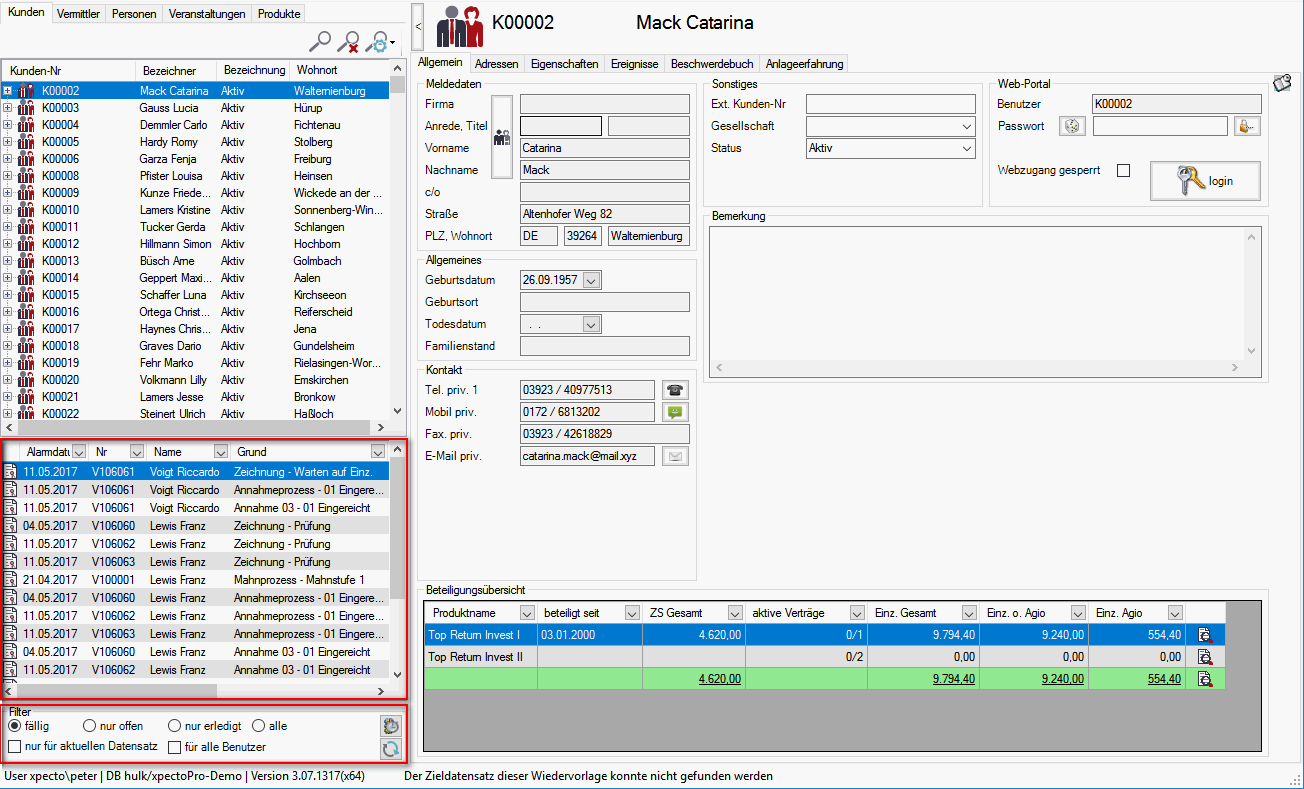 Kunden Vermittler Personen Veranstaltungen Produkte
Kunden-Nr Bezeichner Bezeichnung Wohnort
K00002 Mack Catarina Aktiv Walternienburg
K00003 Gauss Lucia Aktiv Hürup
K00004 Demmler Carlo Aktiv Fichtenau
K00005 Hardy Romy Aktiv Stolberg
K00006 Garza Fenja Aktiv Freiburg
K00008 Pfister Louisa Aktiv Heinsen
K00009 Kunze Friede... Aktiv Wickede an der ...
K00010 Lamers Kristine Aktiv Sonnenberg-Win...
K00011 Tucker Gerda Aktiv Schlangen
K00012 Hillmann Simon Aktiv Hochborn
K00013 Büsch Arne Aktiv Golmbach
K00014 Geppert Maxi... Aktiv Aalen
K00015 Schaffer Luna Aktiv Kirchseeon
K00016 Ortega Christ... Aktiv Reiferscheid
K00017 Haynes Chris... Aktiv Jena
K00018 Graves Dario Aktiv Gundelsheim
K00019 Fehr Marko Aktiv Rielasingen-Wor...
K00020 Volkmann Lilly Aktiv Emskirchen
K00021 Lamers Jesse Aktiv Bronkow
K00022 Steinert Ulrich Aktiv Haßloch
Alarmdatu Nr Name Grund
11.05.2017 V106061 Voigt Riccardo Zeichnung - Warten auf Einz.
11.05.2017 V106061 Voigt Riccardo Annahmeprozess - 01 Eingere...
11.05.2017 V106061 Voigt Riccardo Annahme 03 - 01 Eingereicht
04.05.2017 V106060 Lewis Franz Zeichnung - Prüfung
11.05.2017 V106062 Lewis Franz Zeichnung - Prüfung
11.05.2017 V106063 Lewis Franz Zeichnung - Prüfung
21.04.2017 V100001 Lewis Franz Mahnprozess - Mahnstufe 1
04.05.2017 V106060 Lewis Franz Annahmeprozess - 01 Eingere...
11.05.2017 V106062 Lewis Franz Annahmeprozess - 01 Eingere...
11.05.2017 V106063 Lewis Franz Annahmeprozess - 01 Eingere...
04.05.2017 V106060 Lewis Franz Annahme 03 - 01 Eingereicht
11.05.2017 V106062 Lewis Franz Annahme 03 - 01 Eingereicht
Filter
fällig nur offen nur erledigt alle
nur für aktuellen Datensatz für alle Benutzer
< K00002 Mack Catarina
Allgemein Adressen Eigenschaften Ereignisse Beschwerdebuch Anlageerfahrung
Meldedaten
Firma
Anrede, Titel
Vorname Catarina
Nachname Mack
c/o
Straße Altenhofer Weg 82
PLZ, Wohnort DE 39264 Walternienburg
Allgemeines
Geburtsdatum 26.09.1957
Geburtsort
Todesdatum . .
Familienstand
Kontakt
Tel. priv. 1 03923 / 40977513
Mobil priv. 0172 / 6813202
Fax. priv. 03923 / 42618829
E-Mail priv. catarina.mack@mail.xyz
Sonstiges
Ext. Kunden-Nr
Gesellschaft
Status Aktiv
Web-Portal
Benutzer K00002
Passwort
Webzugang gesperrt login
Bemerkung
Beteiligungsübersicht
Produktname beteiligt seit ZS Gesamt aktive Verträge Einz. Gesamt Einz. o. Agio Einz. Agio
Top Return Invest I 03.01.2000 4.620,00 0/1 9.794,40 9.240,00 554,40
Top Return Invest II 0/2 0,00 0,00 0,00
4.620,00 9.794,40 9.240,00 554,40
User xpecto\peter | DB hulk/xpectoPro-Demo | Version 3.07.1317(x64) Der Zieldatensatz dieser Wiedervorlage konnte nicht gefunden werden